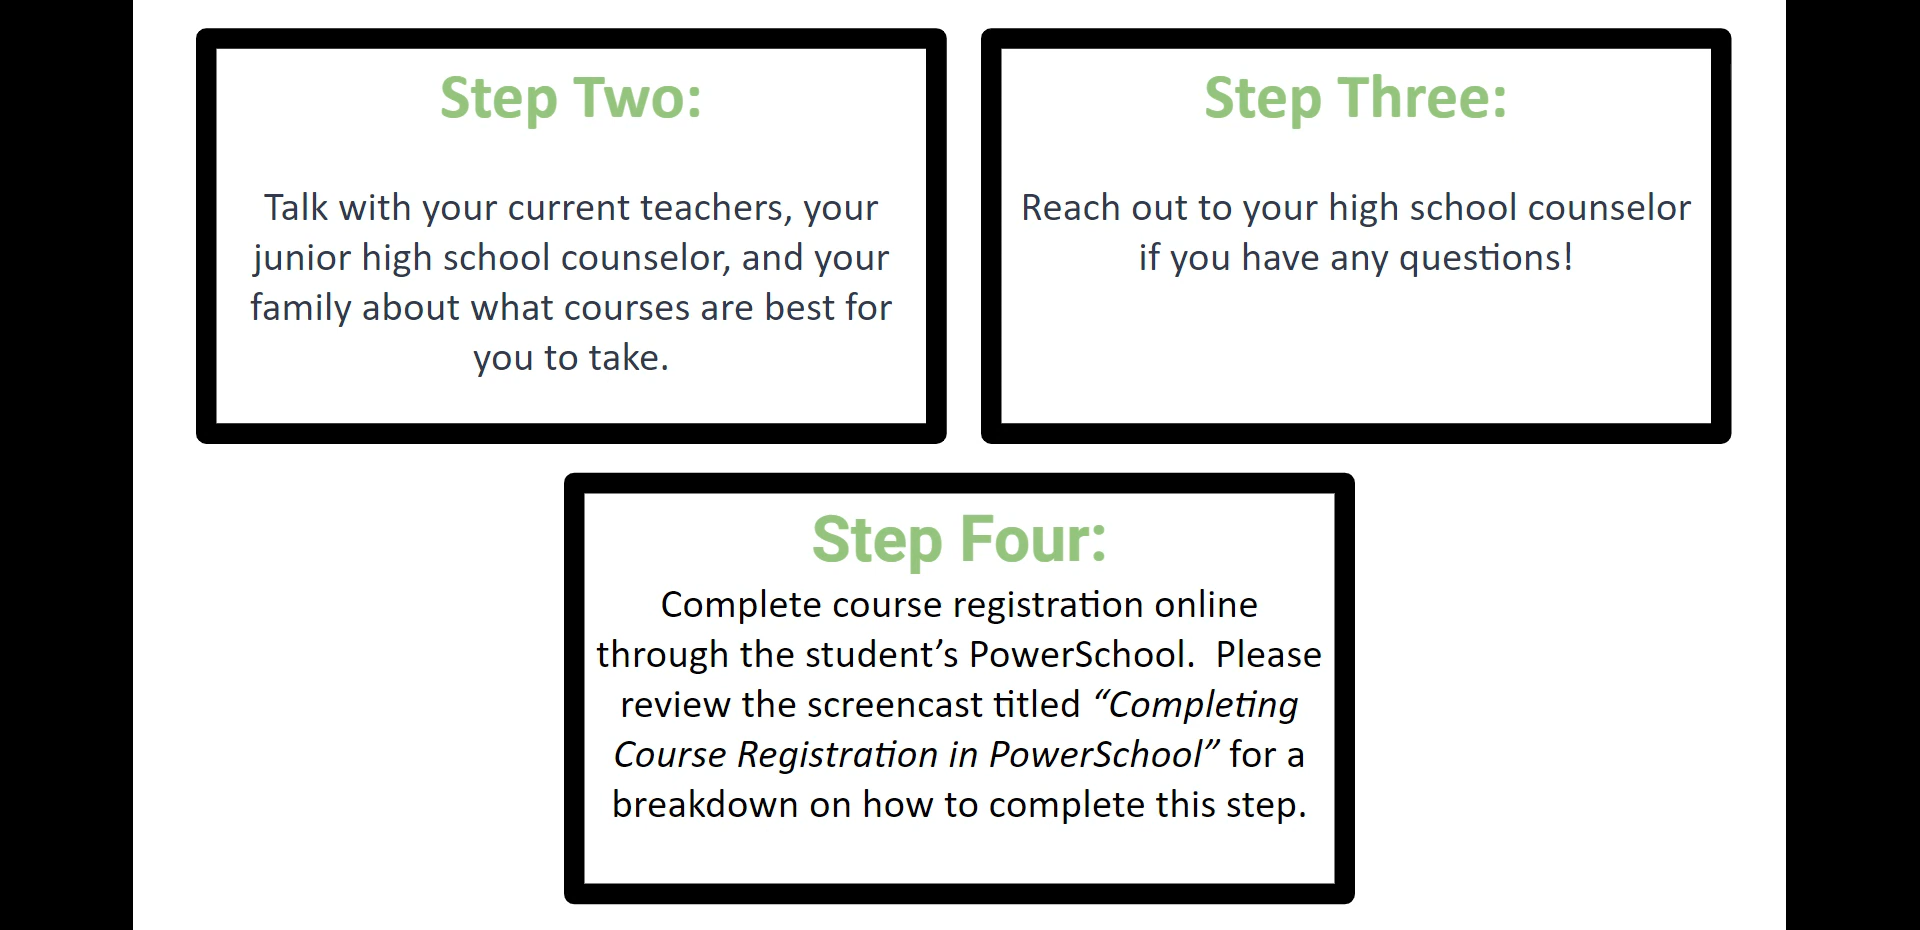 Step Two:
Talk with your current teachers, your
junior high school counselor, and your
family about what courses are best for
you to take.
Step Three:
Reach out to your high school counselor
if you have any questions!
Step Four:
Complete course registration online
through the student’s PowerSchool.  Please
review the screencast titled “Completing
Course Registration in PowerSchool” for a
breakdown on how to complete this step.